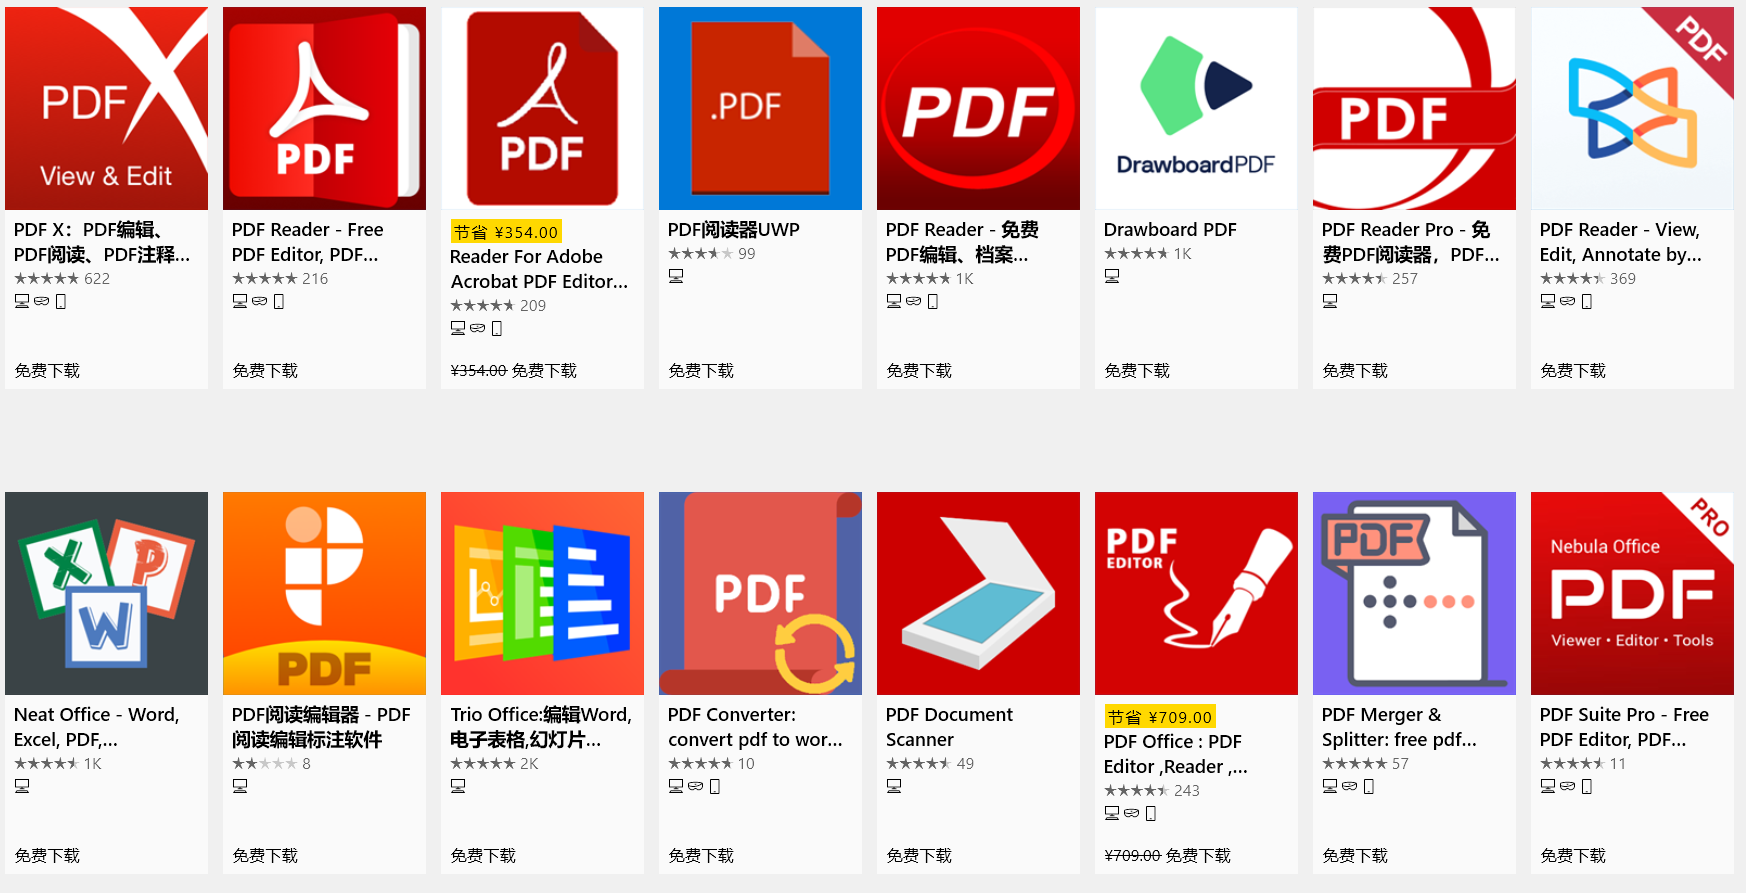 PDF
View & Edit
PDF X：PDF编辑、
PDF阅读、PDF注释...
622
免费下载
PDF
PDF Reader - Free
PDF Editor, PDF...
216
免费下载
PDF
节省 ¥354.00
Reader For Adobe
Acrobat PDF Editor...
209
¥354.00 免费下载
.PDF
PDF阅读器UWP
99
免费下载
PDF
PDF Reader - 免费
PDF编辑、档案...
1K
免费下载
DrawboardPDF
Drawboard PDF
1K
免费下载
PDF
PDF Reader Pro - 免
费PDF阅读器，PDF...
257
免费下载
PDF
PDF Reader - View,
Edit, Annotate by...
369
免费下载
X
P
W
Neat Office - Word,
Excel, PDF,...
1K
免费下载
PDF
PDF阅读编辑器 - PDF
阅读编辑标注软件
8
免费下载
Trio Office:编辑Word,
电子表格,幻灯片...
2K
免费下载
PDF
PDF Converter:
convert pdf to wor...
10
免费下载
PDF Document
Scanner
49
免费下载
PDF
EDITOR
节省 ¥709.00
PDF Office : PDF
Editor ,Reader ,...
243
¥709.00 免费下载
PDF
PDF Merger &
Splitter: free pdf...
57
免费下载
PRO
Nebula Office
PDF
Viewer • Editor • Tools
PDF Suite Pro - Free
PDF Editor, PDF...
11
免费下载